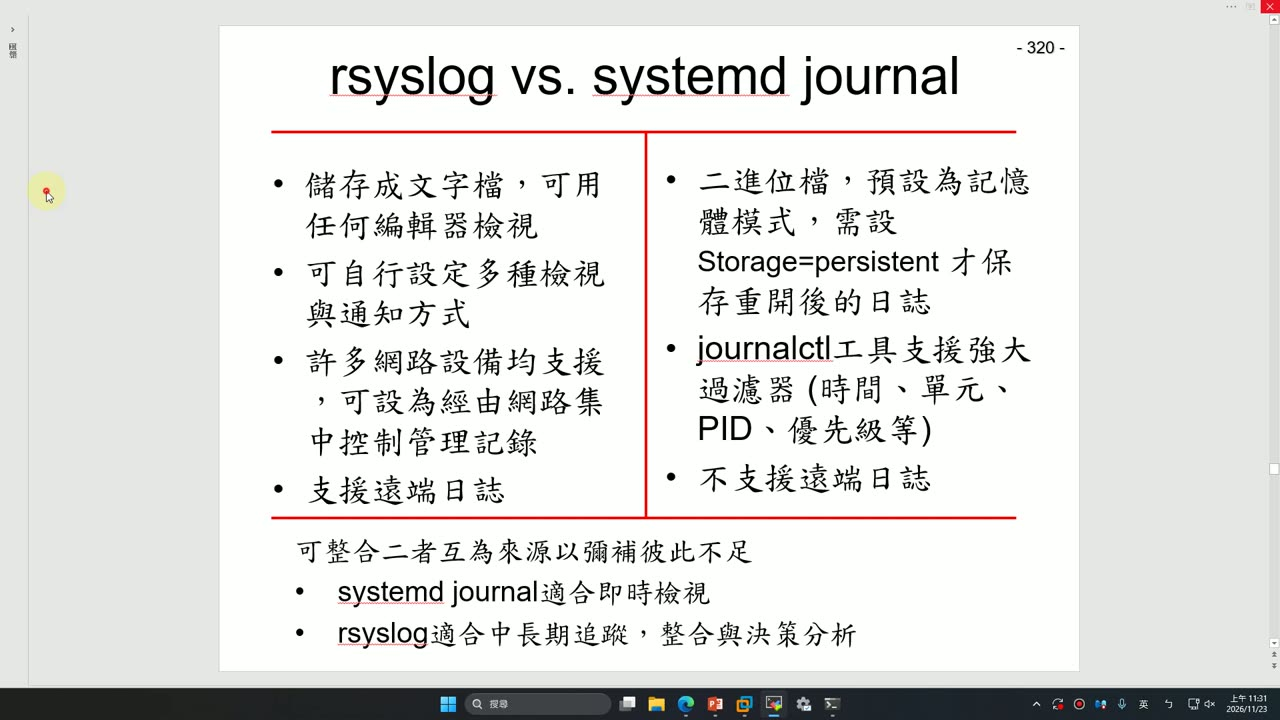 - 320 -
rsyslog vs. systemd journal
• 儲存成文字檔，可用
任何編輯器檢視
• 可自行設定多種檢視
與通知方式
• 許多網路設備均支援
，可設為經由網路集
中控制管理記錄
• 支援遠端日誌
• 二進位檔，預設為記憶
體模式，需設
Storage=persistent 才保
存重開後的日誌
• journalctl工具支援強大
過濾器 (時間、單元、
PID、優先級等)
• 不支援遠端日誌
可整合二者互為來源以彌補彼此不足
• systemd journal適合即時檢視
• rsyslog適合中長期追蹤，整合與決策分析
搜尋
英
ㄅ
上午 11:31
2026/11/23